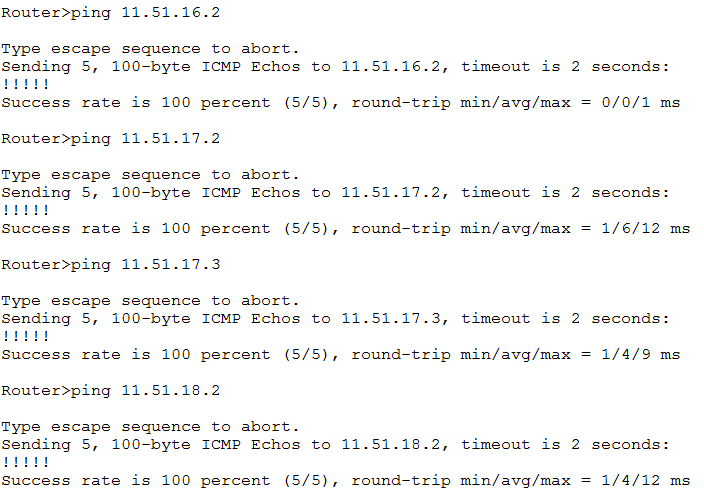 Router>ping 11.51.16.2
Type escape sequence to abort.
Sending 5, 100-byte ICMP Echos to 11.51.16.2, timeout is 2 seconds:
!!!!!
Success rate is 100 percent (5/5), round-trip min/avg/max = 0/0/1 ms
Router>ping 11.51.17.2
Type escape sequence to abort.
Sending 5, 100-byte ICMP Echos to 11.51.17.2, timeout is 2 seconds:
!!!!!
Success rate is 100 percent (5/5), round-trip min/avg/max = 1/6/12 ms
Router>ping 11.51.17.3
Type escape sequence to abort.
Sending 5, 100-byte ICMP Echos to 11.51.17.3, timeout is 2 seconds:
!!!!!
Success rate is 100 percent (5/5), round-trip min/avg/max = 1/4/9 ms
Router>ping 11.51.18.2
Type escape sequence to abort.
Sending 5, 100-byte ICMP Echos to 11.51.18.2, timeout is 2 seconds:
!!!!!
Success rate is 100 percent (5/5), round-trip min/avg/max = 1/4/12 ms